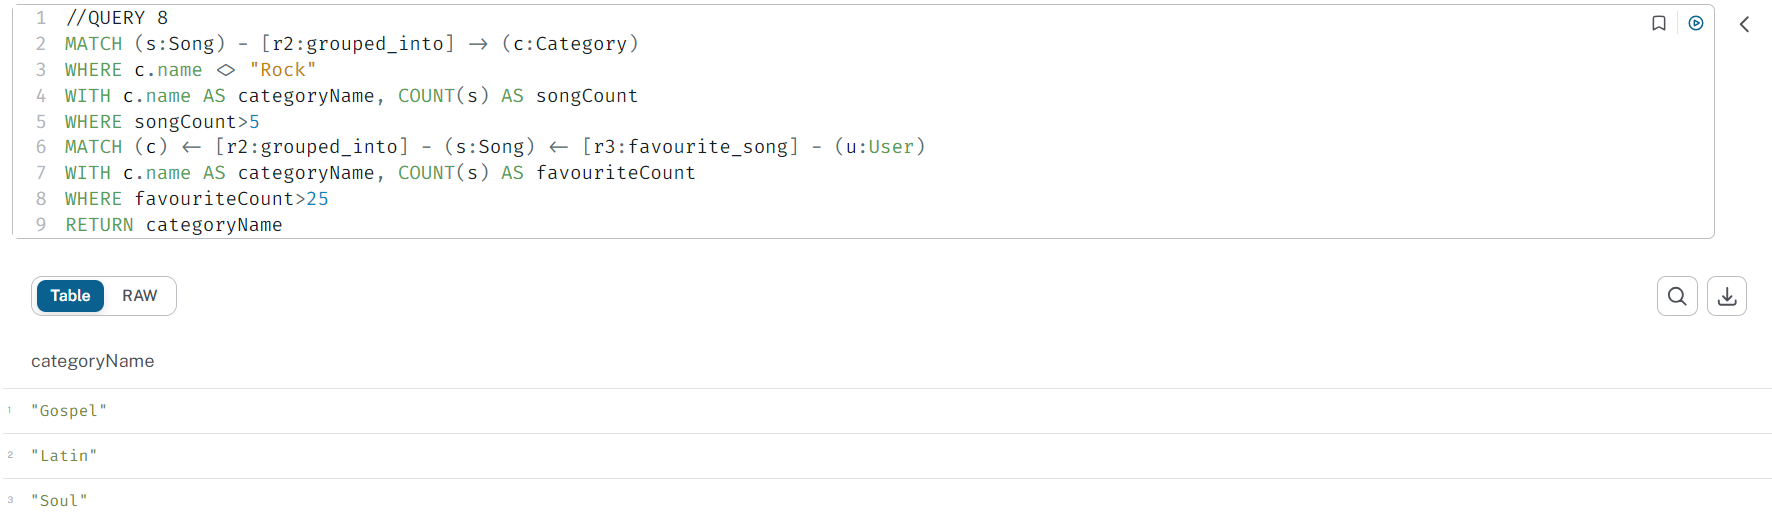 1 //QUERY 8
2 MATCH (s:Song) - [r2:grouped_into] -> (c:Category)
3 WHERE c.name <> "Rock"
4 WITH c.name AS categoryName, COUNT(s) AS songCount
5 WHERE songCount>5
6 MATCH (c) <- [r2:grouped_into] - (s:Song) <- [r3:favourite_song] - (u:User)
7 WITH c.name AS categoryName, COUNT(s) AS favouriteCount
8 WHERE favouriteCount>25
9 RETURN categoryName
Table RAW
categoryName
1 "Gospel"
2 "Latin"
3 "Soul"